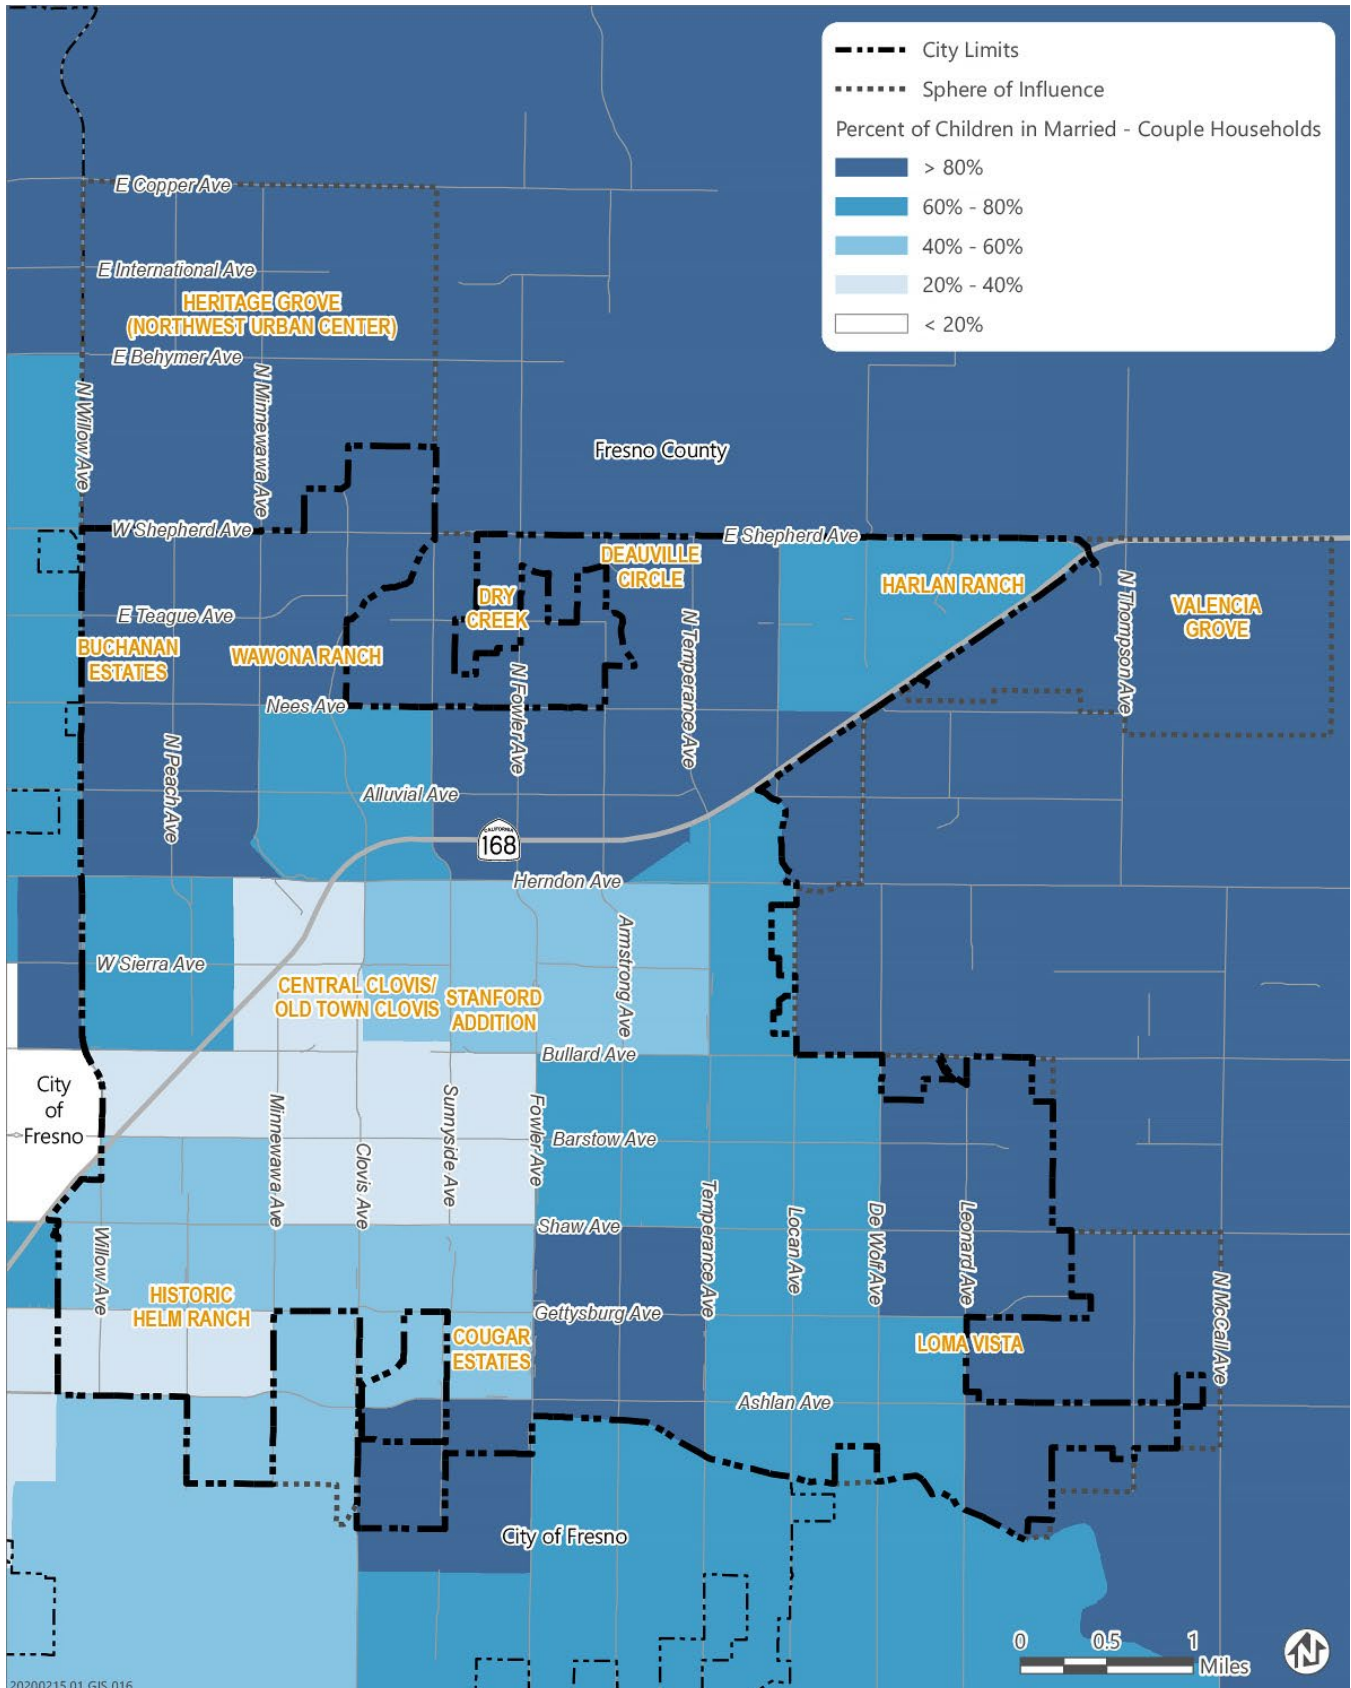 City Limits
Sphere of Influence
Percent of Children in Married - Couple Households
> 80%
60% - 80%
40% - 60%
20% - 40%
< 20%
E Copper Ave
E International Ave
HERITAGE GROVE
(NORTHWEST URBAN CENTER)
E Behymer Ave
N Willow Ave
N Minnewawa Ave
Fresno County
W Shepherd Ave
E Shepherd Ave
DEAUVILLE
CIRCLE
HARLAN RANCH
DRY
CREEK
E Teague Ave
N Thompson Ave
VALENCIA
GROVE
BUCHANAN
ESTATES
WAWONA RANCH
N Temperance Ave
N Fowler Ave
Nees Ave
N Peach Ave
Alluvial Ave
CALIFORNIA
168
Herndon Ave
Armstrong Ave
W Sierra Ave
CENTRAL CLOVIS/
OLD TOWN CLOVIS
STANFORD
ADDITION
Bullard Ave
City
of
Fresno
Minnewawa Ave
Clovis Ave
Sunnyside Ave
Fowler Ave
Barstow Ave
Temperance Ave
Locan Ave
De Wolf Ave
Leonard Ave
Shaw Ave
Willow Ave
HISTORIC
HELM RANCH
Gettysburg Ave
N McCall Ave
COUGAR
ESTATES
LOMA VISTA
Ashlan Ave
City of Fresno
0 0.5 1
Miles
N
20200215.01 GIS 016